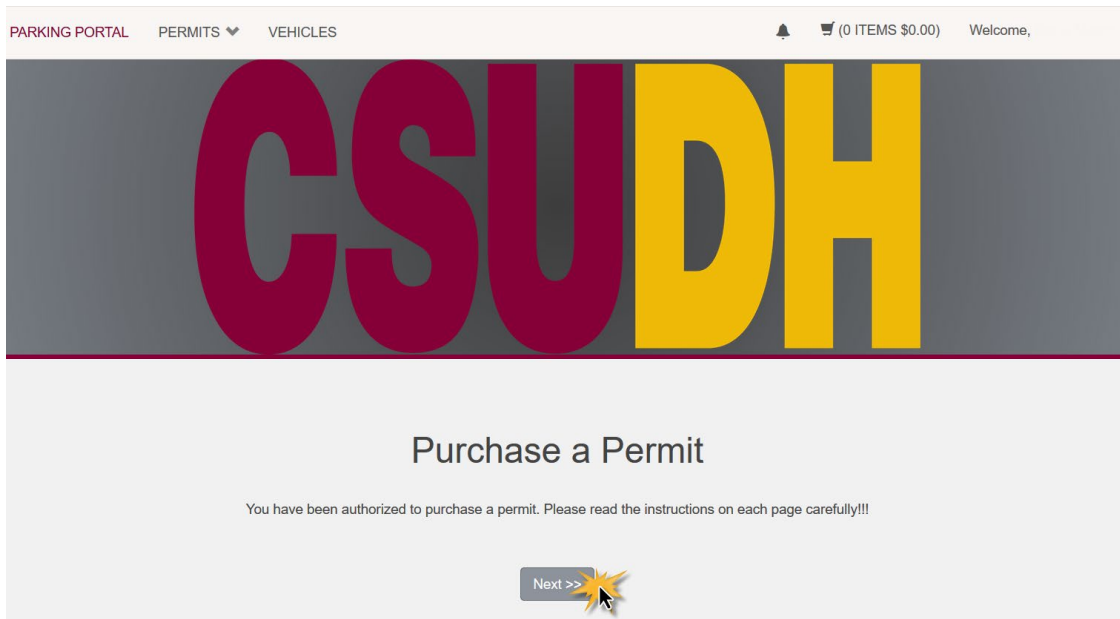 PARKING PORTAL PERMITS VEHICLES (0 ITEMS $0.00) Welcome,
CSUDH
Purchase a Permit
You have been authorized to purchase a permit. Please read the instructions on each page carefully!!!
Next >>